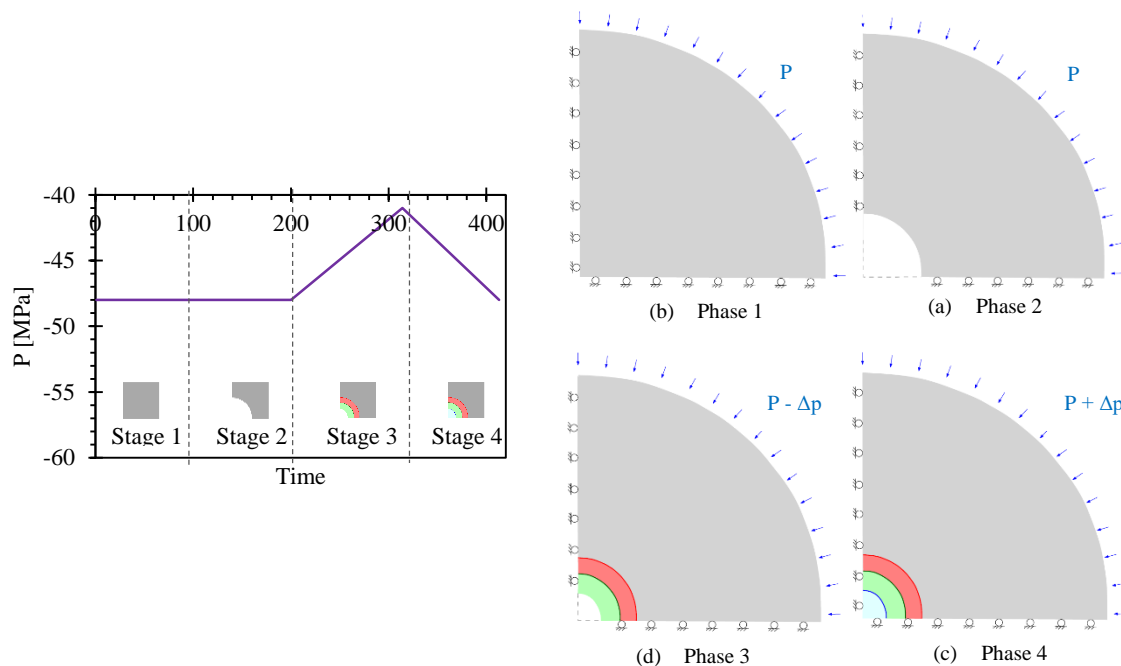 P
P
(b) Phase 1
(a) Phase 2
P [MPa]
-40
-45
-50
-55
-60
0 100 200 300 400
Stage 1 Stage 2 Stage 3 Stage 4
Time
P - Δp
P + Δp
(d) Phase 3
(c) Phase 4